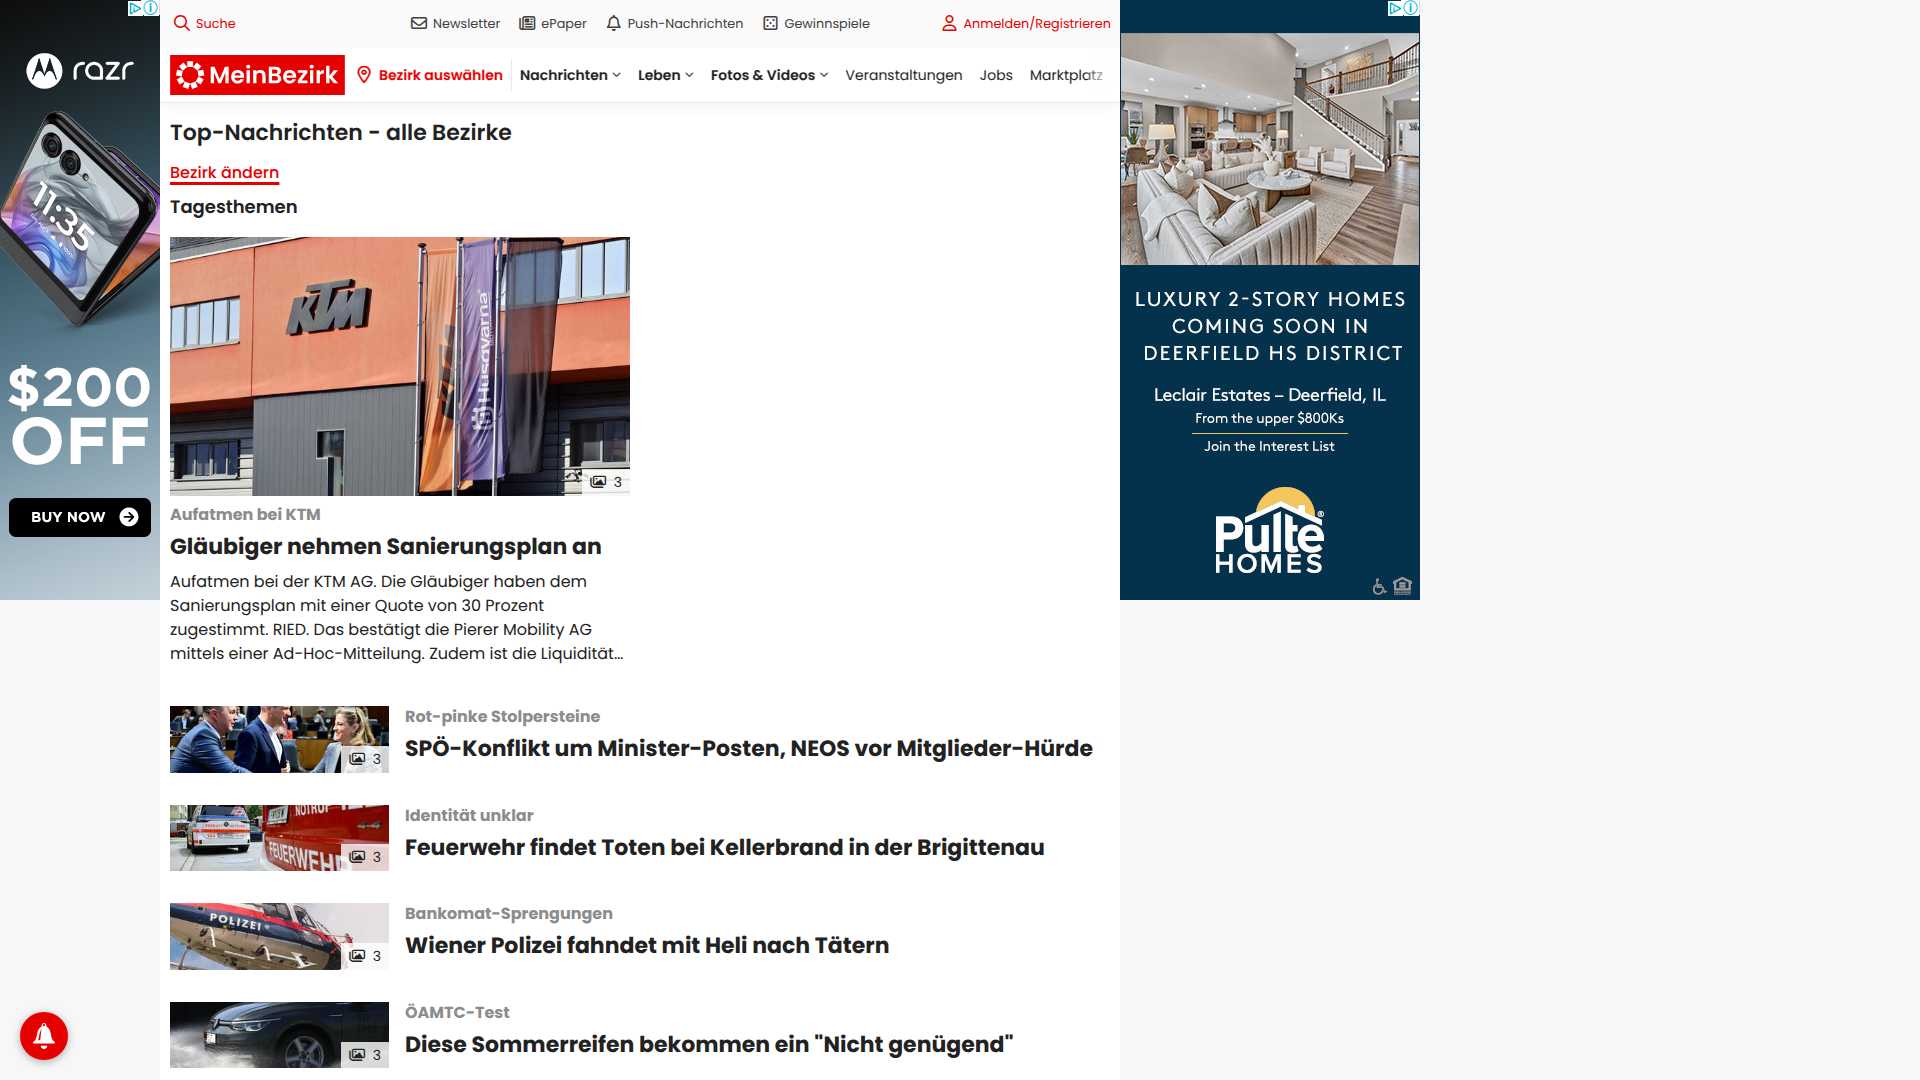 Suche
Newsletter
ePaper
Push-Nachrichten
Gewinnspiele
Anmelden/Registrieren
MeinBezirk
Bezirk auswählen
Nachrichten
Leben
Fotos & Videos
Veranstaltungen
Jobs
Marktplatz
Top-Nachrichten - alle Bezirke
Bezirk ändern
Tagesthemen
KTM
Husqvarna
3
Aufatmen bei KTM
Gläubiger nehmen Sanierungsplan an
Aufatmen bei der KTM AG. Die Gläubiger haben dem
Sanierungsplan mit einer Quote von 30 Prozent
zugestimmt. RIED. Das bestätigt die Pierer Mobility AG
mittels einer Ad-Hoc-Mitteilung. Zudem ist die Liquidität...
3
Rot-pinke Stolpersteine
SPÖ-Konflikt um Minister-Posten, NEOS vor Mitglieder-Hürde
NOTRUF
FEUERWEHR
3
Identität unklar
Feuerwehr findet Toten bei Kellerbrand in der Brigittenau
POLIZEI
3
Bankomat-Sprengungen
Wiener Polizei fahndet mit Heli nach Tätern
3
ÖAMTC-Test
Diese Sommerreifen bekommen ein "Nicht genügend"
razr
11:35
$200
OFF
BUY NOW
LUXURY 2-STORY HOMES
COMING SOON IN
DEERFIELD HS DISTRICT
Leclair Estates – Deerfield, IL
From the upper $800Ks
Join the Interest List
Pulte®
HOMES